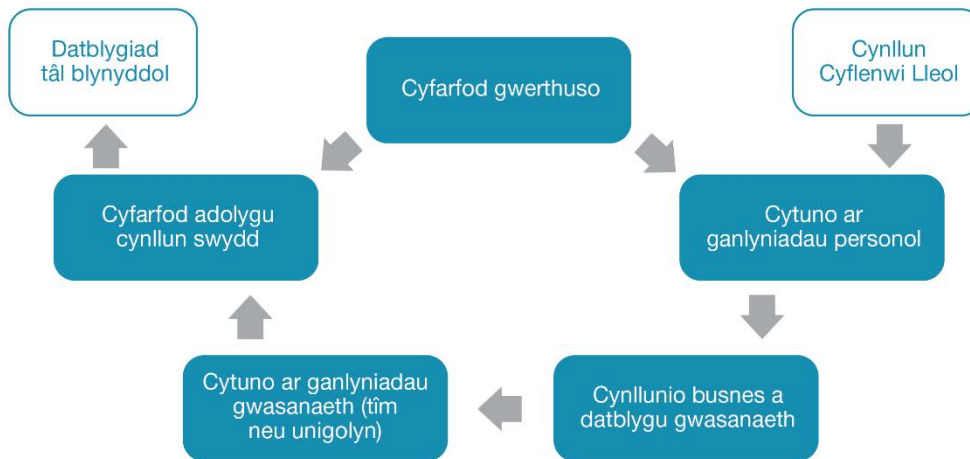 Datblygiad
tâl blynyddol
Cyfarfod gwerthuso
Cynllun
Cyflenwi Lleol
Cyfarfod adolygu
cynllun swydd
Cytuno ar
ganlyniadau personol
Cytuno ar ganlyniadau
gwasanaeth (tîm
neu unigolyn)
Cynllunio busnes a
datblygu gwasanaeth